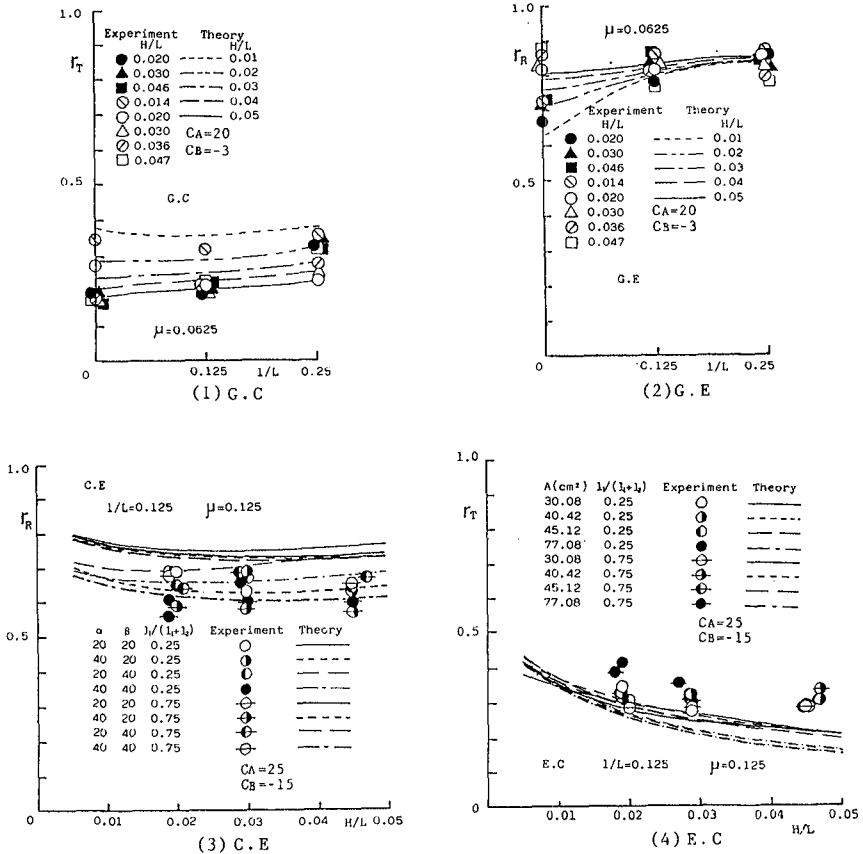 1.0
r_T
0.5
0
0.125
1/L
0.25
Experiment Theory
H/L H/L
0.020 0.01
0.030 0.02
0.046 0.03
0.014 0.04
0.020 0.05
0.030 CA=20
0.036 CB=-3
0.047
G.C
μ=0.0625
(1) G.C
1.0
r_R
0.5
0
0.125
1/L
0.25
μ=0.0625
Experiment Theory
H/L H/L
0.020 0.01
0.030 0.02
0.046 0.03
0.014 0.04
0.020 0.05
0.030 CA=20
0.036 CB=-3
0.047
G.E
(2) G.E
1.0
r_R
0.5
0
C.E
1/L=0.125 μ=0.125
α β l₁/(l₁+l₂) Experiment Theory
20 20 0.25
40 20 0.25
20 40 0.25
40 40 0.25
20 20 0.75
40 20 0.75
20 40 0.75
40 40 0.75
CA=25
CB=-15
0.01 0.02 0.03 0.04 H/L 0.05
(3) C.E
1.0
r_T
0.5
0
A(cm²) l₁/(l₁+l₂) Experiment Theory
30.08 0.25
40.42 0.25
45.12 0.25
77.08 0.25
30.08 0.75
40.42 0.75
45.12 0.75
77.08 0.75
CA=25
CB=-15
E.C 1/L=0.125 μ=0.125
0.01 0.02 0.03 0.04 H/L 0.05
(4) E.C